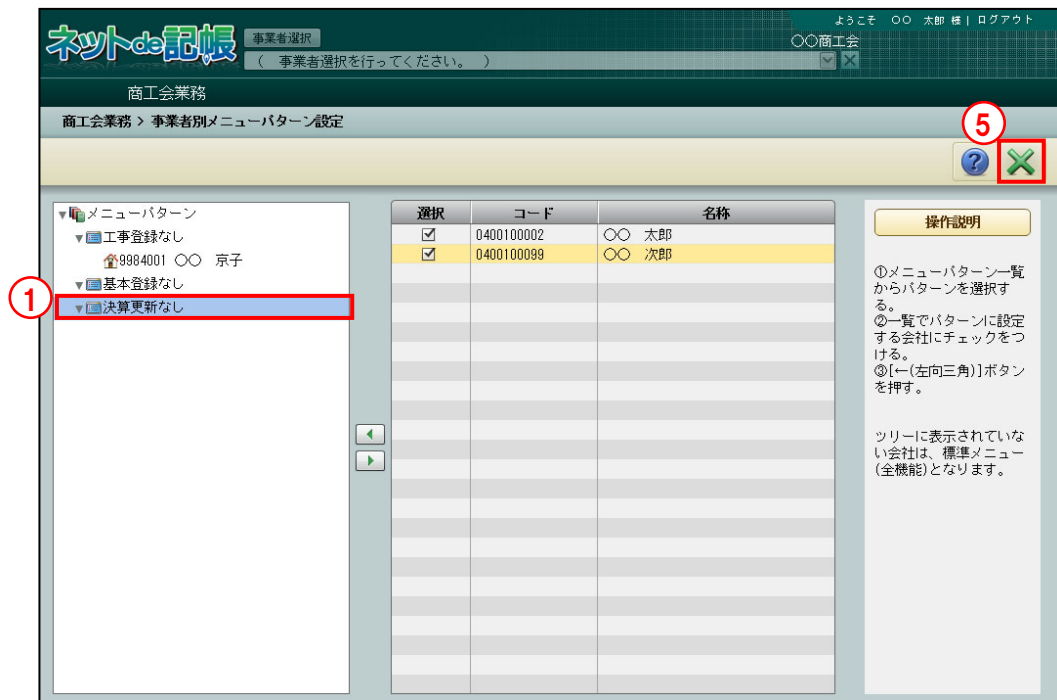 ようこそ 〇〇 太郎 様 | ログアウト
ネットde記帳
事業者選択
〇〇商工会
( 事業者選択を行ってください。 )
商工会業務
商工会業務 > 事業者別メニューパターン設定
⑤
?
メニューパターン
工事登録なし
9984001 〇〇 京子
基本登録なし
①
決算更新なし
選択 コード 名称
0400100002 〇〇 太郎
0400100099 〇〇 次郎
操作説明
①メニューパターン一覧
からパターンを選択す
る。
②一覧でパターンに設定
する会社にチェックをつ
ける。
③[←(左向三角)]ボタン
を押す。
ツリーに表示されていな
い会社は、標準メニュー
(全機能)となります。